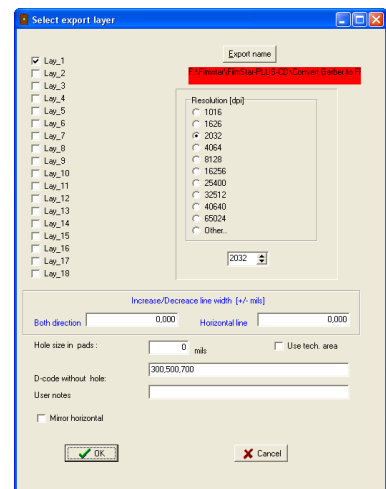 Select export layer
Export name
Lay_1
Lay_2
Lay_3
Lay_4
Lay_5
Lay_6
Lay_7
Lay_8
Lay_9
Lay_10
Lay_11
Lay_12
Lay_13
Lay_14
Lay_15
Lay_16
Lay_17
Lay_18
Resolution [dpi]
1016
1626
2032
4064
8128
16256
25400
32512
40640
65024
Other..
2032
Increase/Decreace line width [+/- mils]
Both direction 0,000 Horizontal line 0,000
Hole size in pads : 0 mils Use tech. area
D-code without hole: 300,500,700
User notes
Mirror horizontal
OK Cancel